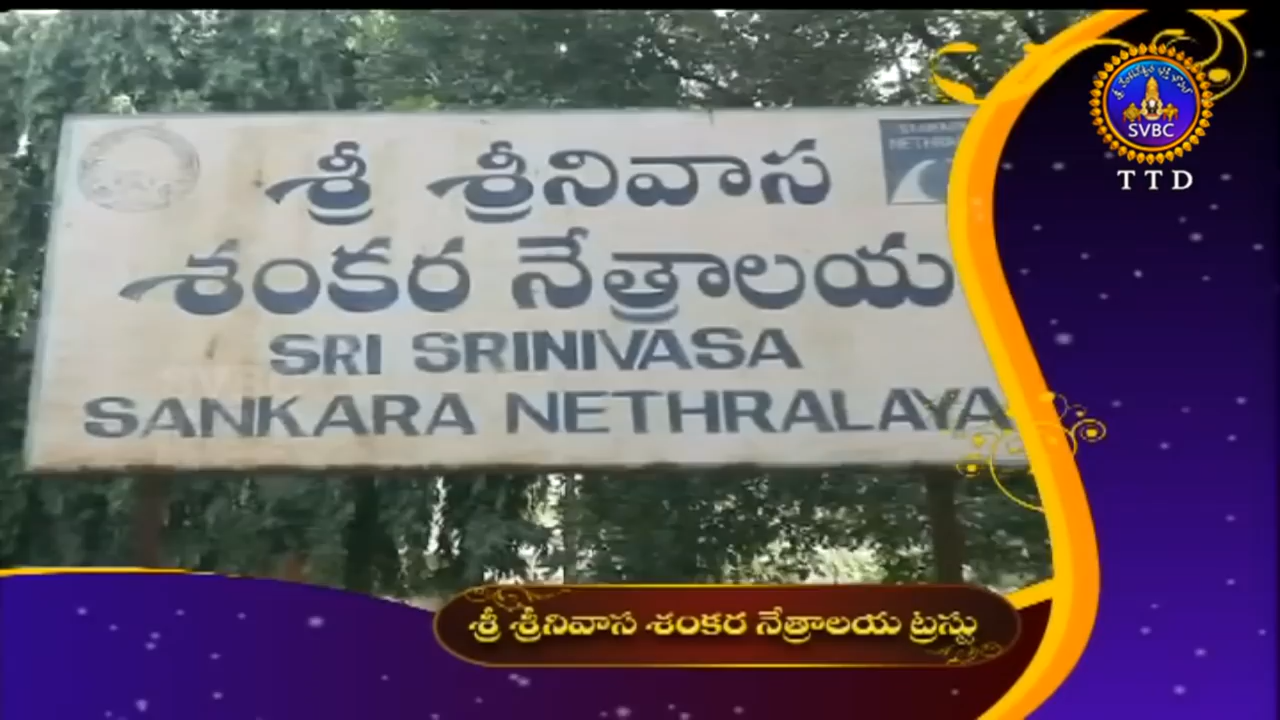 శ్రీ శ్రీనివాస
శంకర నేత్రాలయ
SRI SRINIVASA
SANKARA NETHRALAYA
SVBC
TTD
శ్రీ శ్రీనివాస శంకర నేత్రాలయ ట్రస్టు